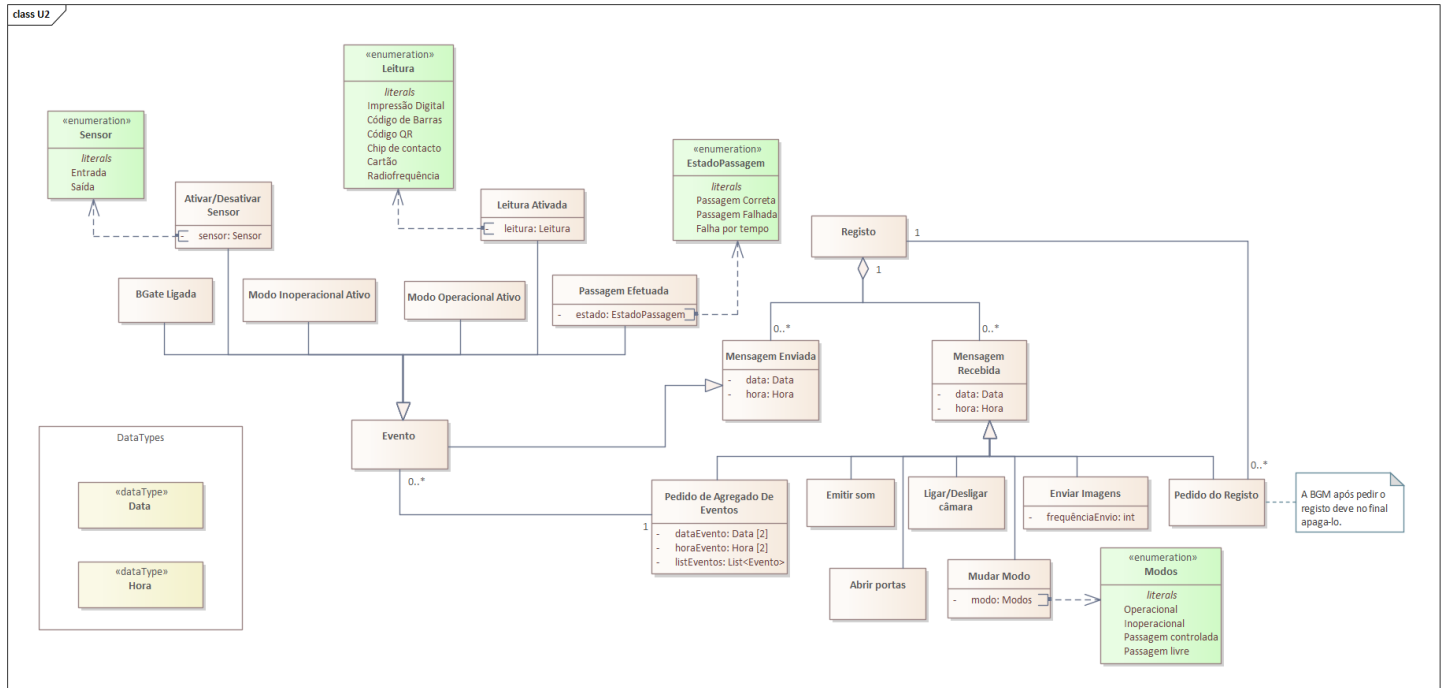 class U2
«enumeration»
Leitura
literals
Impressão Digital
Código de Barras
Código QR
Chip de contacto
Cartão
Radiofrequência
«enumeration»
Sensor
literals
Entrada
Saída
«enumeration»
EstadoPassagem
literals
Passagem Correta
Passagem Falhada
Falha por tempo
Ativar/Desativar
Sensor
- sensor: Sensor
Leitura Ativada
- leitura: Leitura
Registo
1
1
BGate Ligada
Modo Inoperacional Ativo
Modo Operacional Ativo
Passagem Efetuada
- estado: EstadoPassagem
0..*
0..*
Mensagem Enviada
- data: Data
- hora: Hora
Mensagem
Recebida
- data: Data
- hora: Hora
Evento
0..*
DataTypes
«dataType»
Data
«dataType»
Hora
1
Pedido de Agregado De
Eventos
- dataEvento: Data [2]
- horaEvento: Hora [2]
- listEventos: List<Evento>
Emitir som
Ligar/Desligar
câmara
Enviar Imagens
- frequênciaEnvio: int
0..*
Pedido do Registo
A BGM após pedir o
registo deve no final
apaga-lo.
Abrir portas
Mudar Modo
- modo: Modos
«enumeration»
Modos
literals
Operacional
Inoperacional
Passagem controlada
Passagem livre